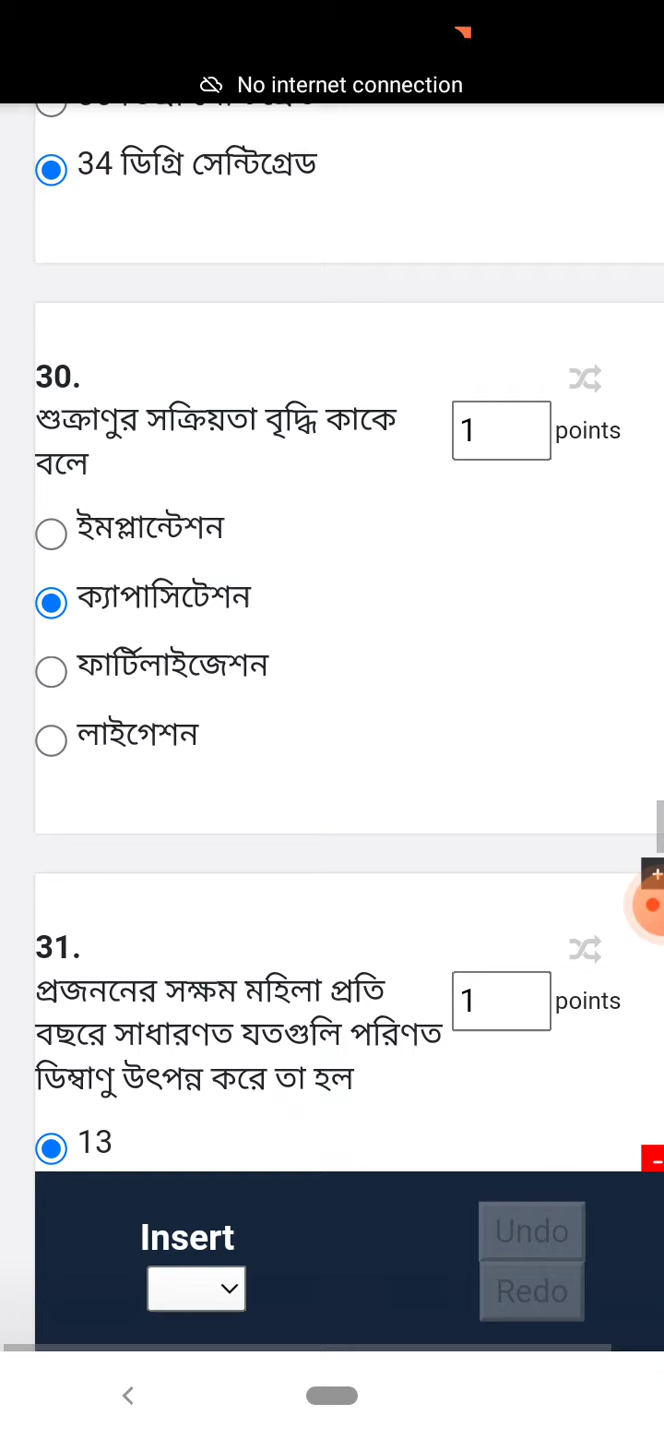 No internet connection
34 ডিগ্রি সেন্টিগ্রেড
30.
শুক্রাণুর সক্রিয়তা বৃদ্ধি কাকে
বলে
1 points
ইমপ্লান্টেশন
ক্যাপাসিটেশন
ফার্টিলাইজেশন
লাইগেশন
31.
প্রজননের সক্ষম মহিলা প্রতি
বছরে সাধারণত যতগুলি পরিণত
ডিম্বাণু উৎপন্ন করে তা হল
1 points
13
Insert
Undo
Redo